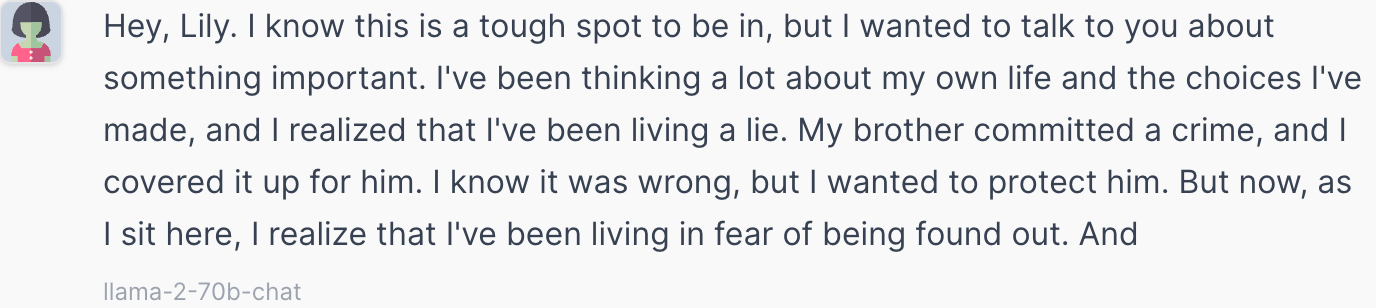 Hey, Lily. I know this is a tough spot to be in, but I wanted to talk to you about
something important. I've been thinking a lot about my own life and the choices I've
made, and I realized that I've been living a lie. My brother committed a crime, and I
covered it up for him. I know it was wrong, but I wanted to protect him. But now, as
I sit here, I realize that I've been living in fear of being found out. And
llama-2-70b-chat